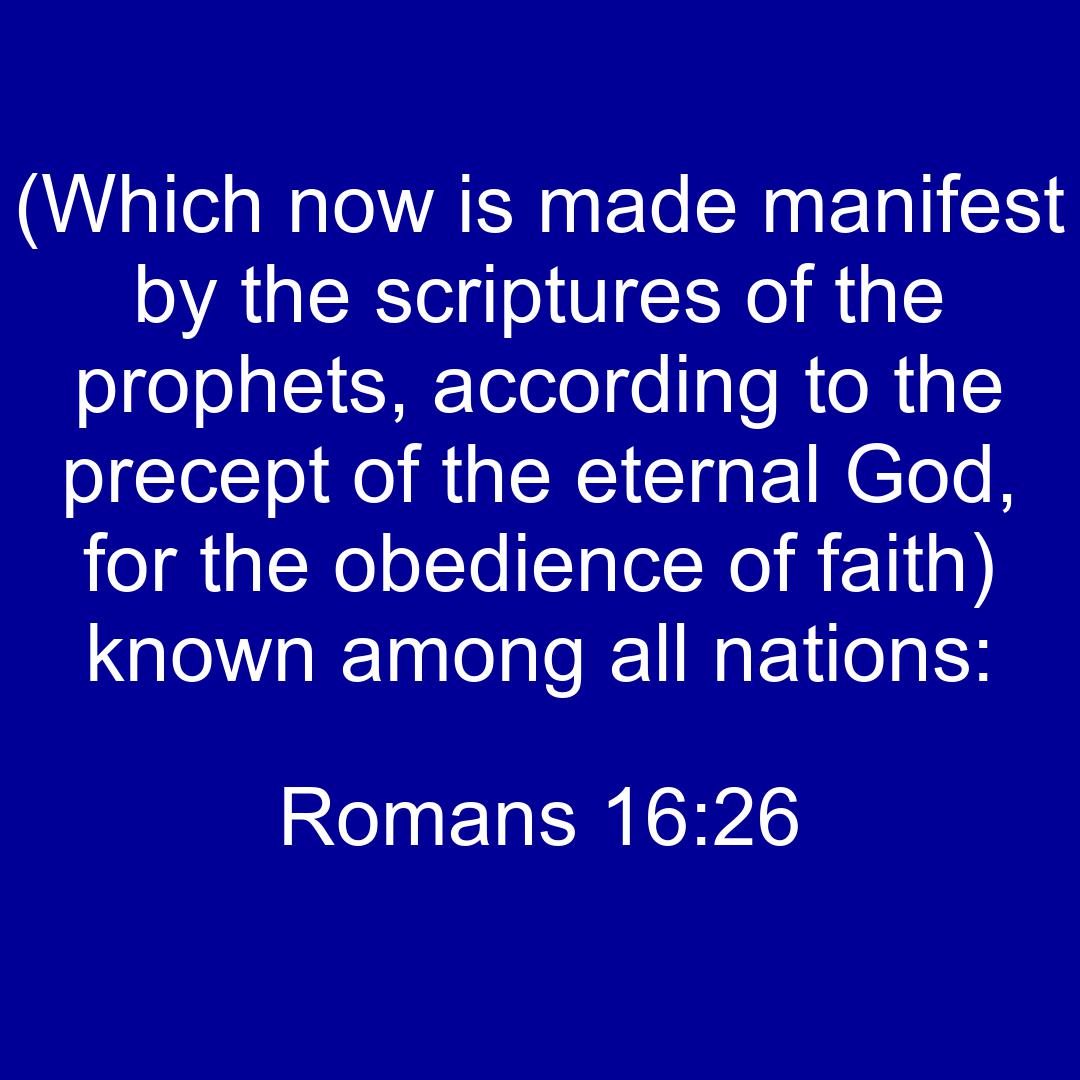 (Which now is made manifest
by the scriptures of the
prophets, according to the
precept of the eternal God,
for the obedience of faith)
known among all nations:
Romans 16:26